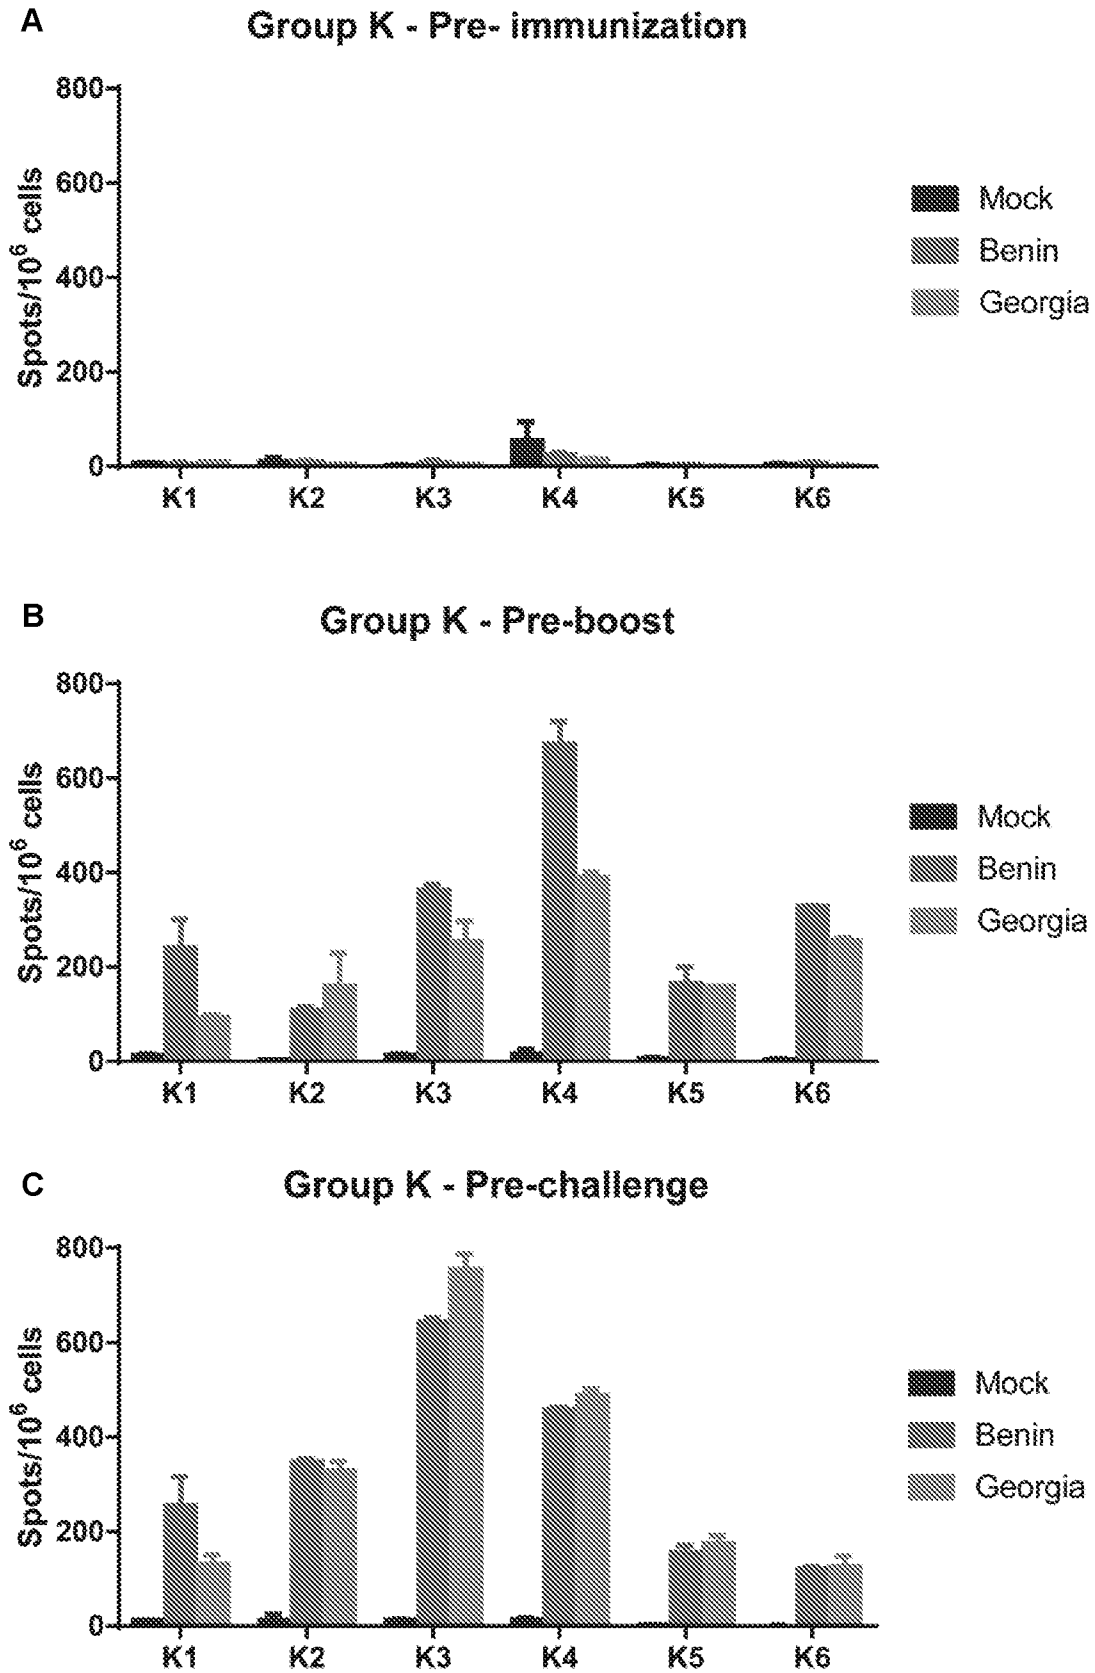 A
Group K - Pre- immunization
Spots/10⁶ cells
800
600
400
200
0
K1 K2 K3 K4 K5 K6
Mock
Benin
Georgia
B
Group K - Pre-boost
Spots/10⁶ cells
800
600
400
200
0
K1 K2 K3 K4 K5 K6
Mock
Benin
Georgia
C
Group K - Pre-challenge
Spots/10⁶ cells
800
600
400
200
0
K1 K2 K3 K4 K5 K6
Mock
Benin
Georgia